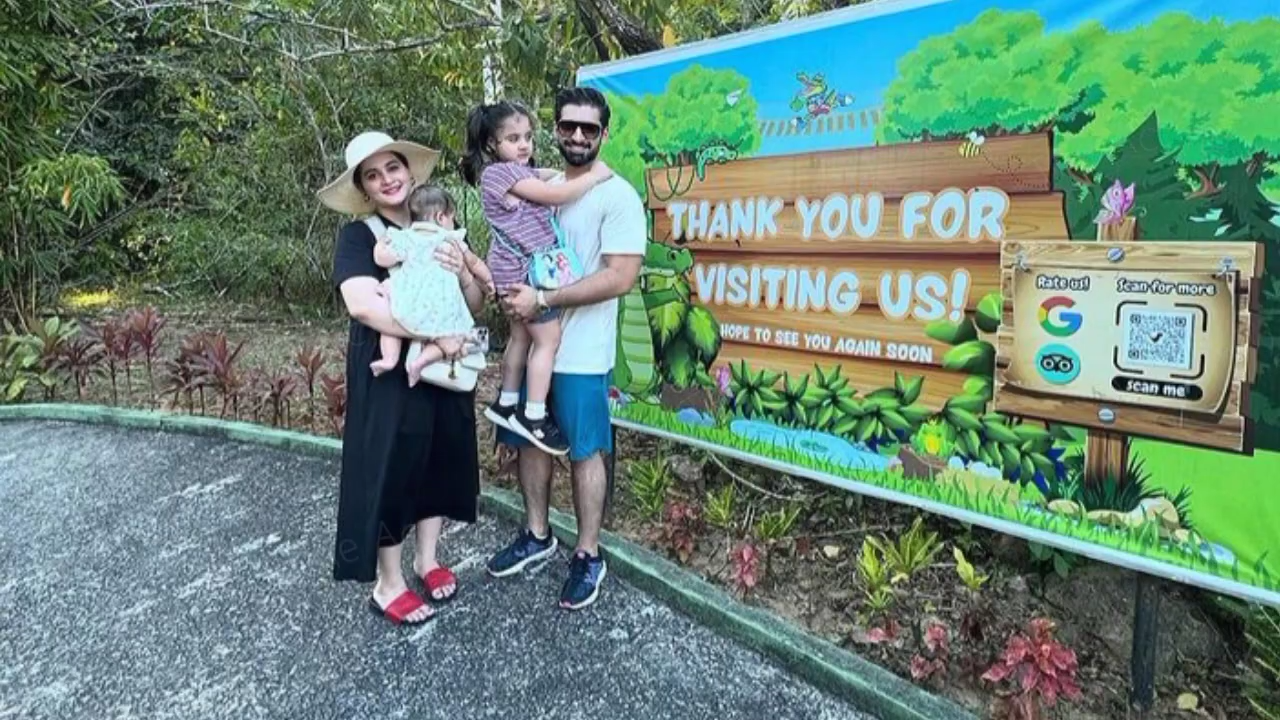 THANK YOU FOR
VISITING US!
HOPE TO SEE YOU AGAIN SOON
Rate us!
Scan for more
G
scan me